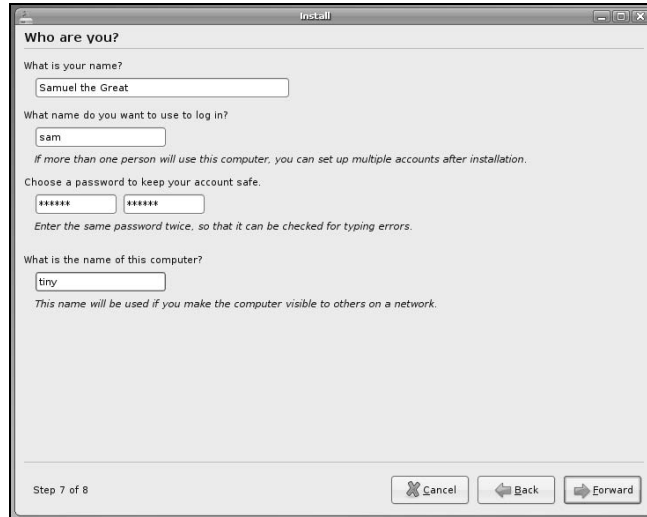 Install
Who are you?
What is your name?
Samuel the Great
What name do you want to use to log in?
sam
If more than one person will use this computer, you can set up multiple accounts after installation.
Choose a password to keep your account safe.
****** ******
Enter the same password twice, so that it can be checked for typing errors.
What is the name of this computer?
tiny
This name will be used if you make the computer visible to others on a network.
Step 7 of 8 Cancel Back Forward